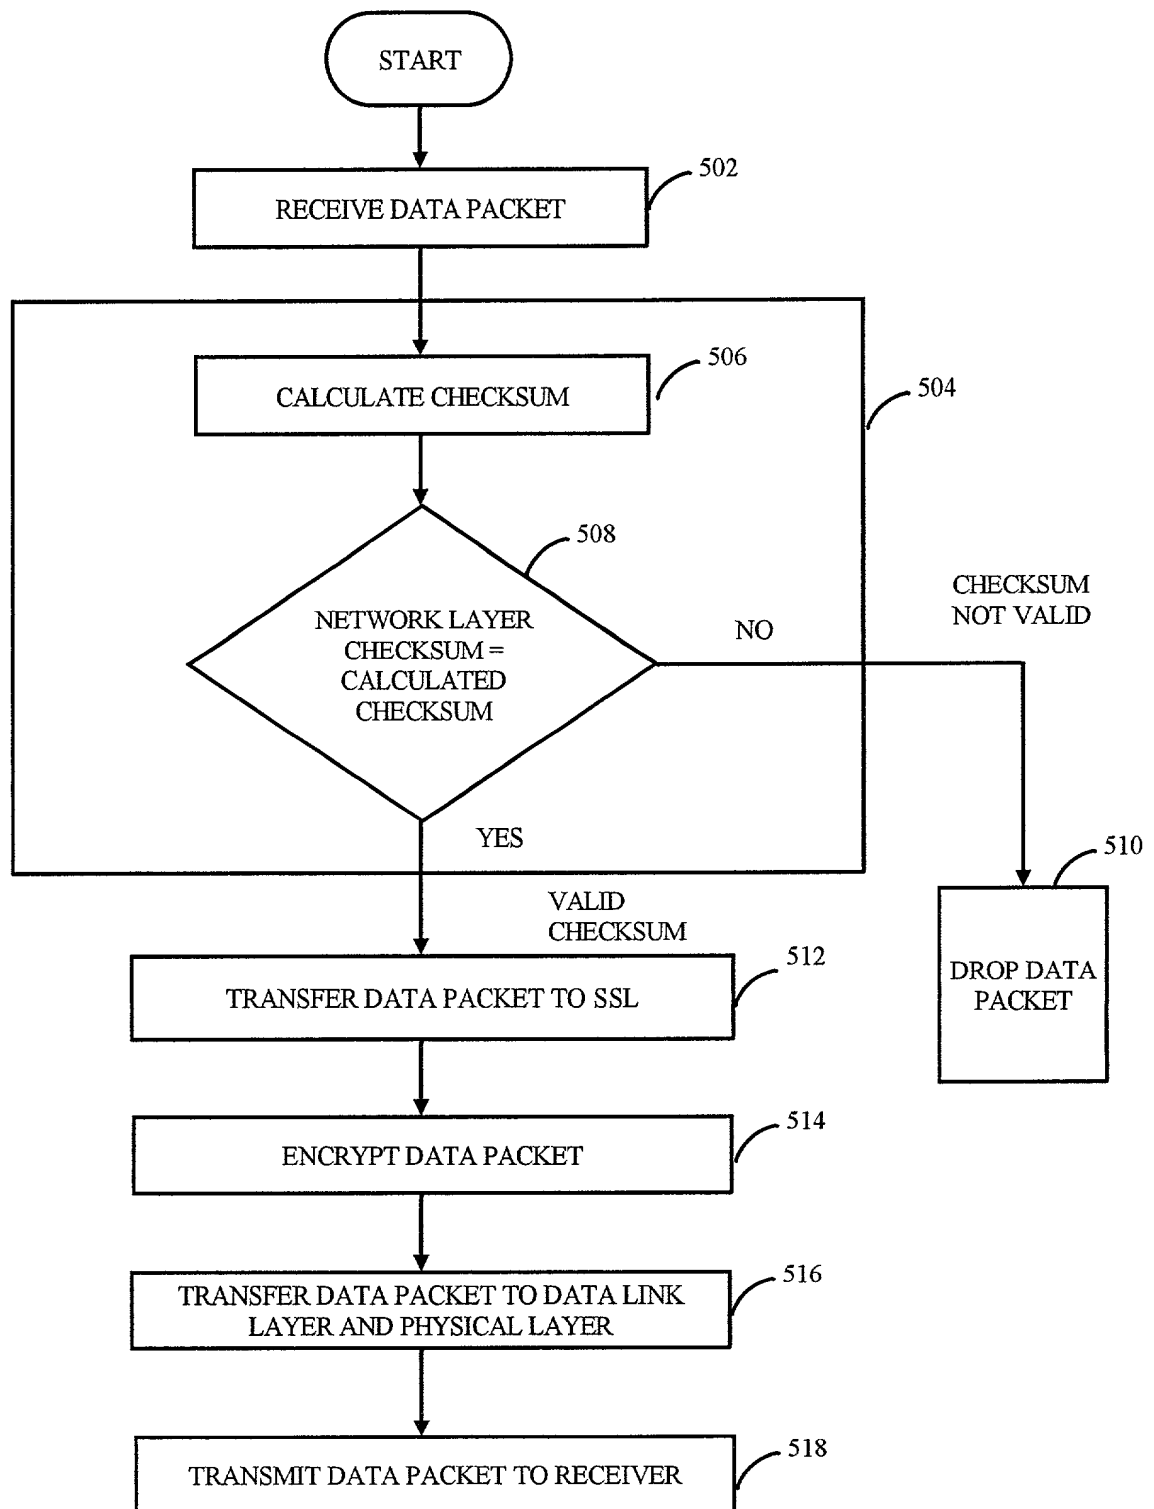 START
502
RECEIVE DATA PACKET
506
CALCULATE CHECKSUM
504
508
NETWORK LAYER
CHECKSUM =
CALCULATED
CHECKSUM
NO
CHECKSUM
NOT VALID
YES
510
VALID
CHECKSUM
DROP DATA
PACKET
512
TRANSFER DATA PACKET TO SSL
514
ENCRYPT DATA PACKET
516
TRANSFER DATA PACKET TO DATA LINK
LAYER AND PHYSICAL LAYER
518
TRANSMIT DATA PACKET TO RECEIVER